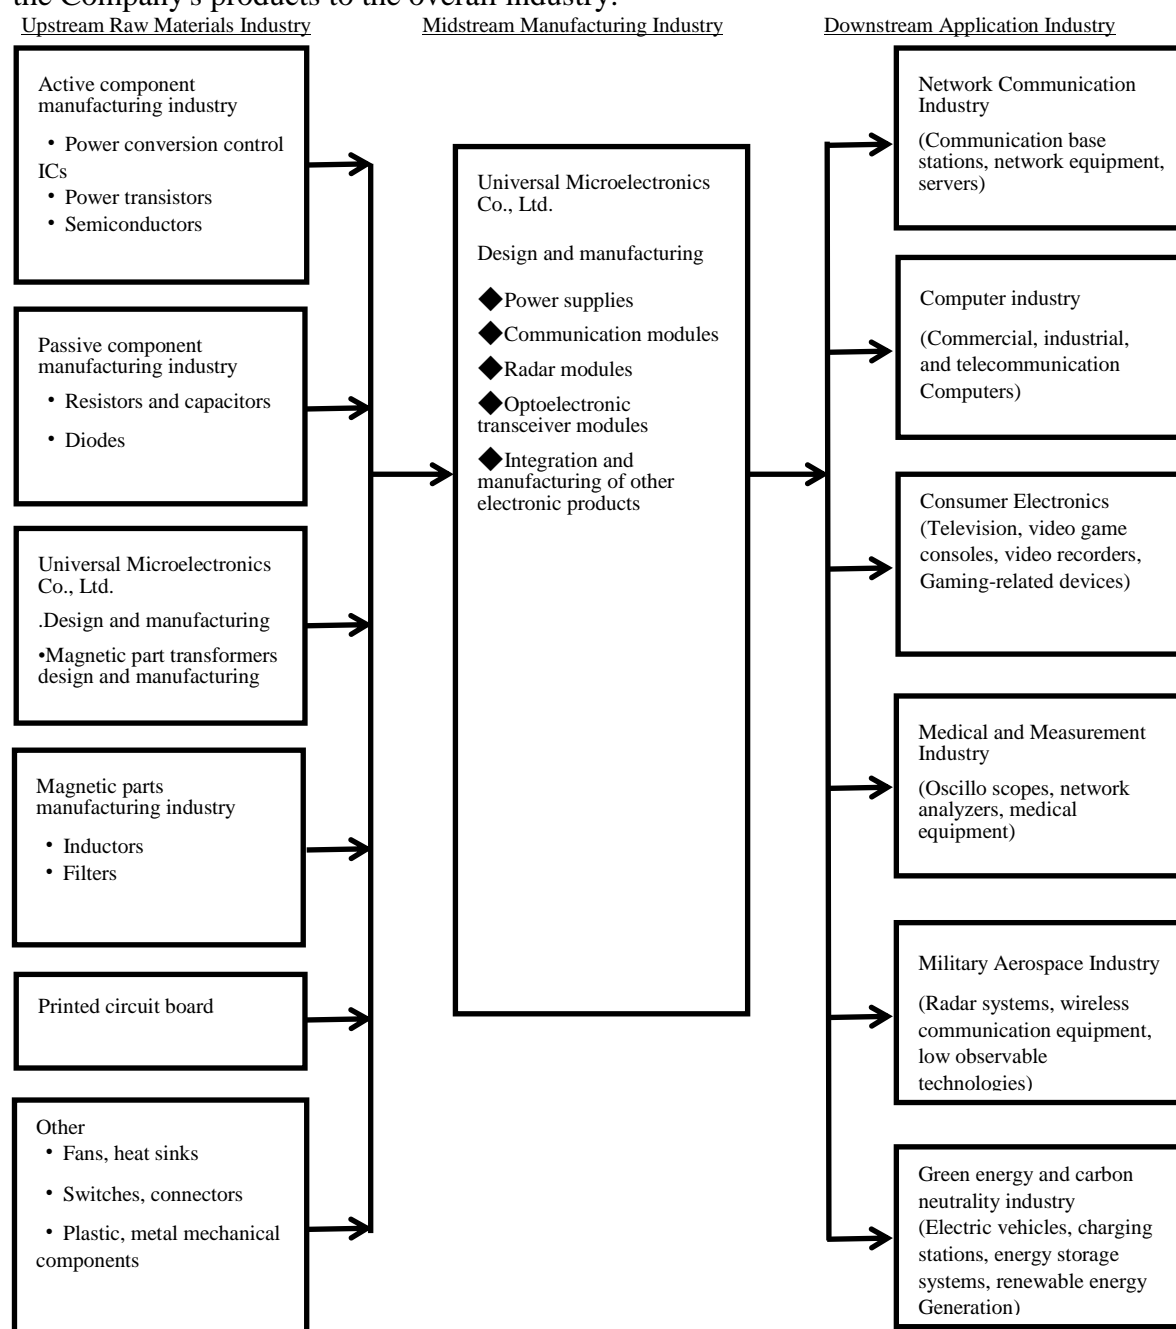 the Company's products to the overall industry.
Upstream Raw Materials Industry
Midstream Manufacturing Industry
Downstream Application Industry
Active component
manufacturing industry
• Power conversion control
ICs
• Power transistors
• Semiconductors
Passive component
manufacturing industry
• Resistors and capacitors
• Diodes
Universal Microelectronics
Co., Ltd.
.Design and manufacturing
•Magnetic part transformers
design and manufacturing
Magnetic parts
manufacturing industry
• Inductors
• Filters
Printed circuit board
Other
• Fans, heat sinks
• Switches, connectors
• Plastic, metal mechanical
components
Universal Microelectronics
Co., Ltd.
Design and manufacturing
◆Power supplies
◆Communication modules
◆Radar modules
◆Optoelectronic
transceiver modules
◆Integration and
manufacturing of other
electronic products
Network Communication
Industry
(Communication base
stations, network equipment,
servers)
Computer industry
(Commercial, industrial,
and telecommunication
Computers)
Consumer Electronics
(Television, video game
consoles, video recorders,
Gaming-related devices)
Medical and Measurement
Industry
(Oscillo scopes, network
analyzers, medical
equipment)
Military Aerospace Industry
(Radar systems, wireless
communication equipment,
low observable
technologies)
Green energy and carbon
neutrality industry
(Electric vehicles, charging
stations, energy storage
systems, renewable energy
Generation)